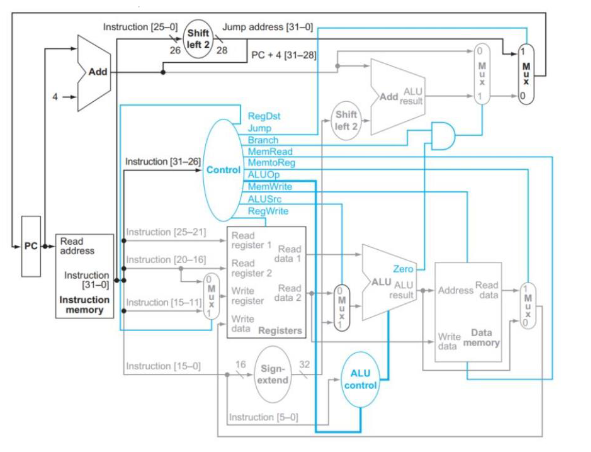 Instruction [25–0]
Shift
left 2
Jump address [31–0]
26
28
PC + 4 [31–28]
Add
4
Add
ALU
result
0
M
u
x
1
1
M
u
x
0
Shift
left 2
RegDst
Jump
Branch
MemRead
MemtoReg
ALUOp
MemWrite
ALUSrc
RegWrite
Instruction [31–26]
Control
PC
Read
address
Instruction
[31–0]
Instruction
memory
Instruction [25–21]
Instruction [20–16]
Instruction [15–11]
0
M
u
x
1
Read
register 1
Read
register 2
Write
register
Write
data
Read
data 1
Read
data 2
Registers
0
M
u
x
1
Zero
ALU
ALU
result
Address
Read
data
Write
data
Data
memory
1
M
u
x
0
Instruction [15–0]
16
Sign-
extend
32
ALU
control
Instruction [5–0]